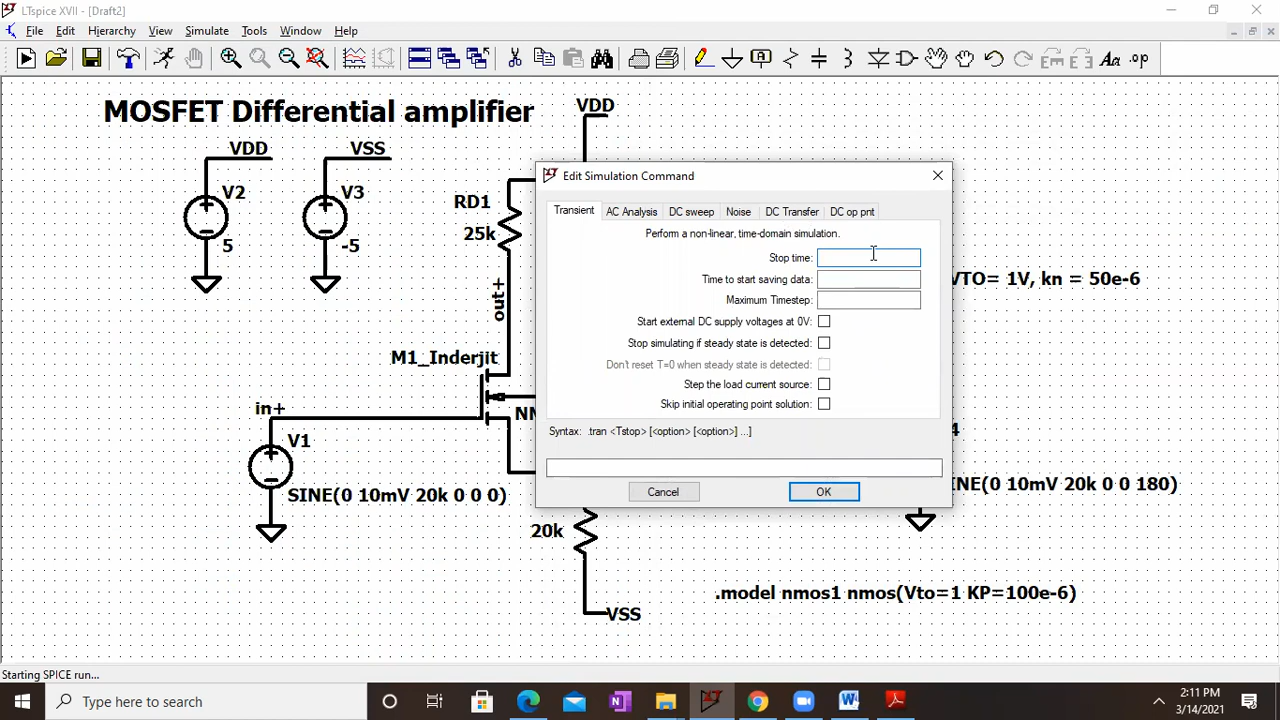 LTspice XVII - [Draft2]
File Edit Hierarchy View Simulate Tools Window Help
Aa .op
MOSFET Differential amplifier
VDD
VDD
VSS
V2
V3
5
-5
RD1
25k
out+
M1_Inderjit
in+
V1
SINE(0 10mV 20k 0 0 0)
20k
VSS
VTO= 1V, kn = 50e-6
SINE(0 10mV 20k 0 0 180)
.model nmos1 nmos(Vto=1 KP=100e-6)
Edit Simulation Command
Transient AC Analysis DC sweep Noise DC Transfer DC op pnt
Perform a non-linear, time-domain simulation.
Stop time:
Time to start saving data:
Maximum Timestep:
Start external DC supply voltages at 0V:
Stop simulating if steady state is detected:
Don't reset T=0 when steady state is detected:
Step the load current source:
Skip initial operating point solution:
Syntax: .tran <Tstop> [<option> [<option>] ...]
Cancel OK
Starting SPICE run...
Type here to search
2:11 PM
3/14/2021